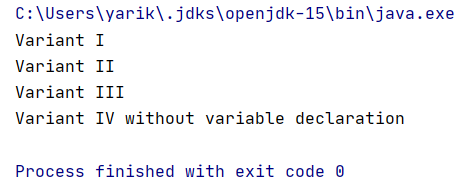 C:\Users\yarik\.jdks\openjdk-15\bin\java.exe
Variant I
Variant II
Variant III
Variant IV without variable declaration
Process finished with exit code 0